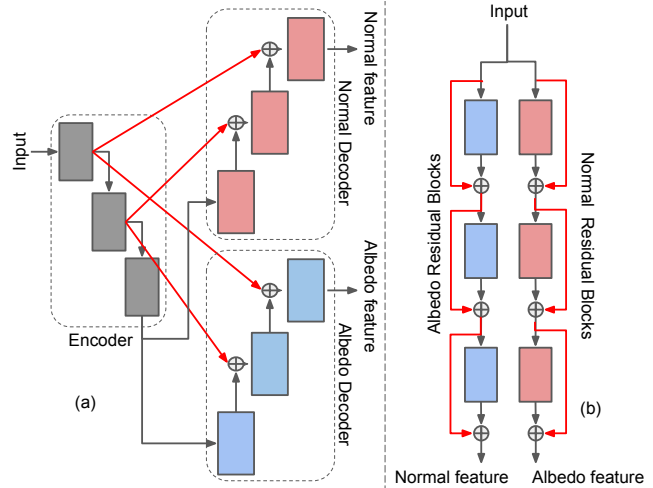 Input
Encoder
(a)
Normal Decoder
Normal feature
Albedo Decoder
Albedo feature
Input
Albedo Residual Blocks
Normal Residual Blocks
(b)
Normal feature
Albedo feature